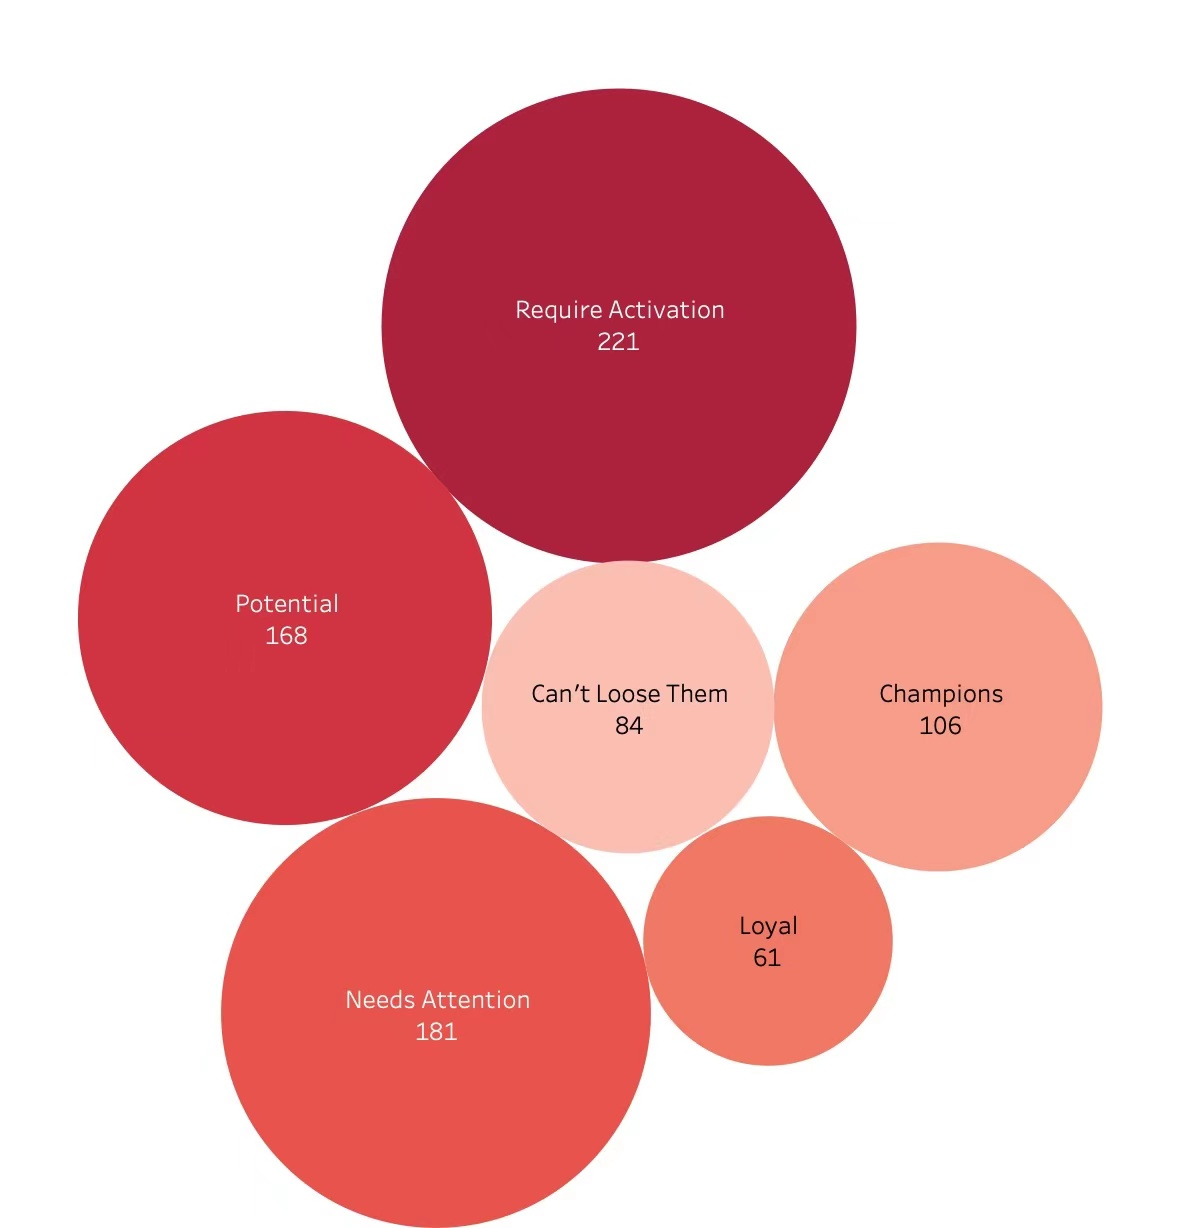 Require Activation
221
Potential
168
Can't Loose Them
84
Champions
106
Loyal
61
Needs Attention
181